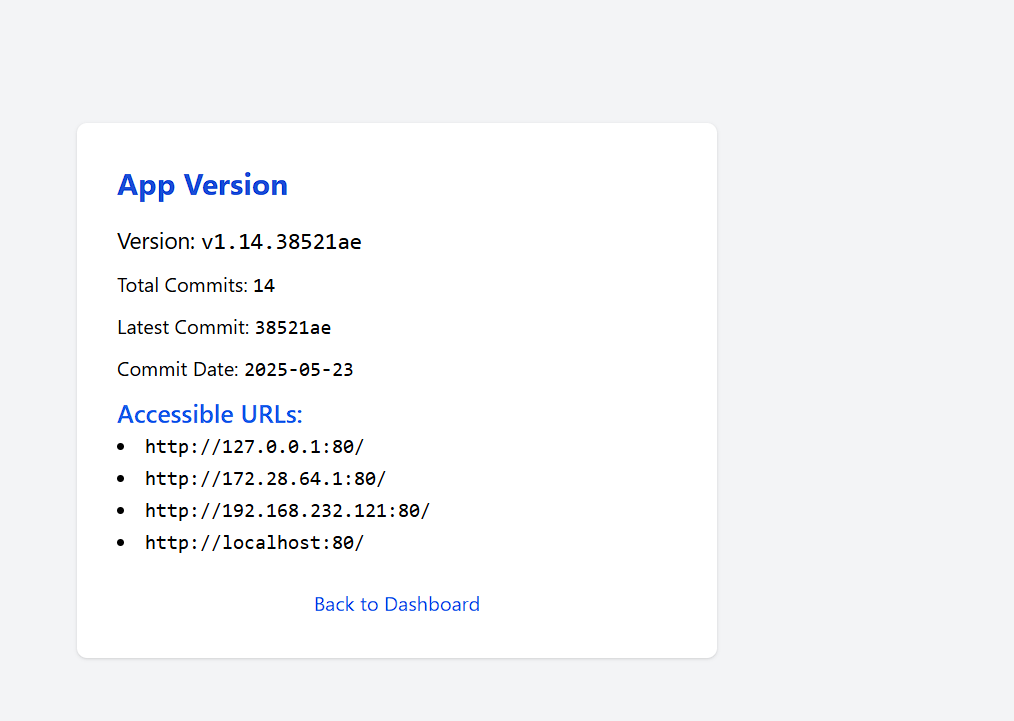 App Version
Version: v1.14.38521ae
Total Commits: 14
Latest Commit: 38521ae
Commit Date: 2025-05-23
Accessible URLs:
http://127.0.0.1:80/
http://172.28.64.1:80/
http://192.168.232.121:80/
http://localhost:80/
Back to Dashboard